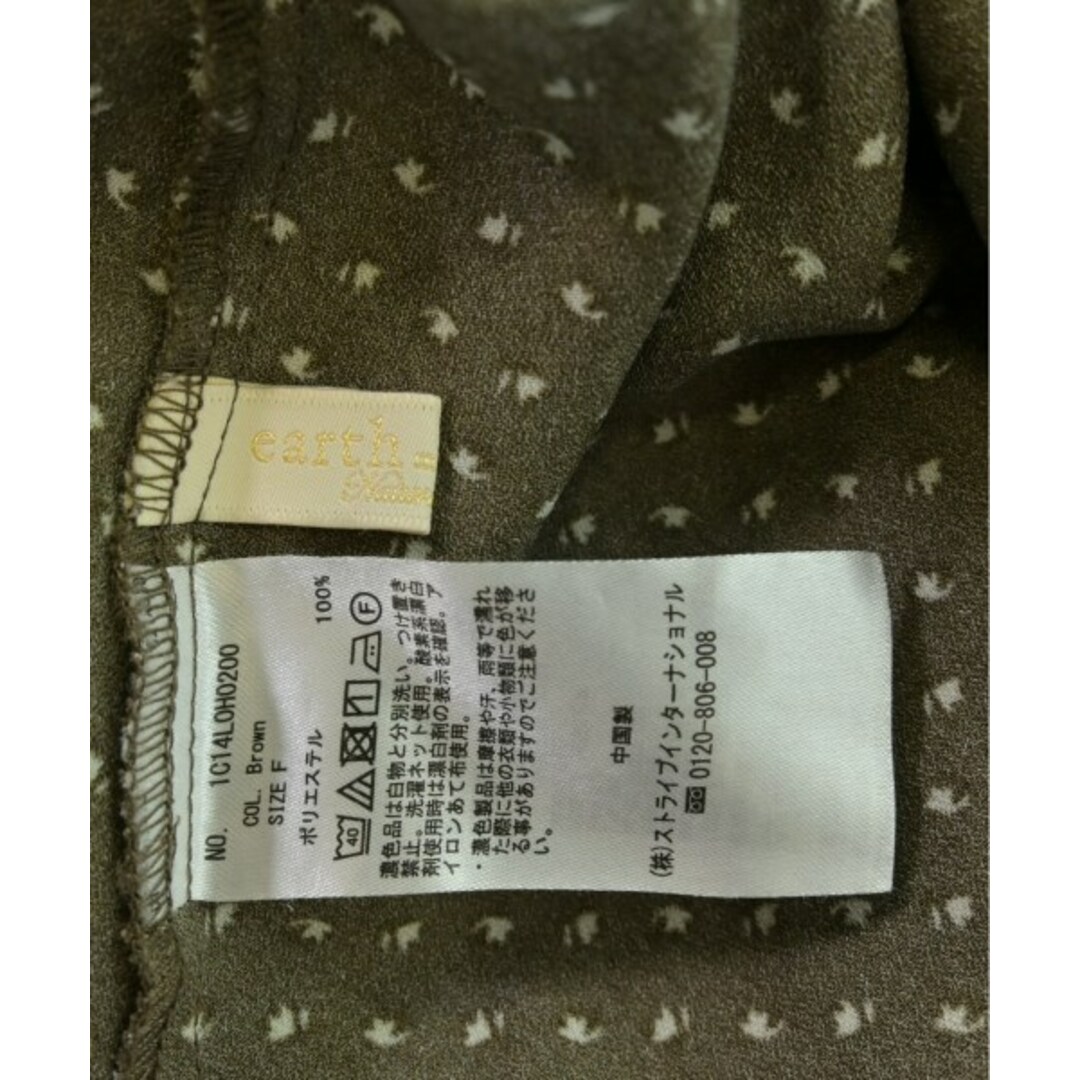 earth
NO. 1C14L0H0200
COL. Brown
SIZE F
ポリエステル 100%
40 F
濃色品は白物と分別洗い。つけ置き
禁止。洗濯ネット使用。酸素系漂白
剤使用時は漂白剤の表示を確認。ア
イロンあて布使用。
・濃色製品は摩擦や汗、雨等で濡れ
た際に他の衣類や小物類に色が移
る事がありますのでご注意くださ
い。
中国製
(株)ストライプインターナショナル
0120-806-008